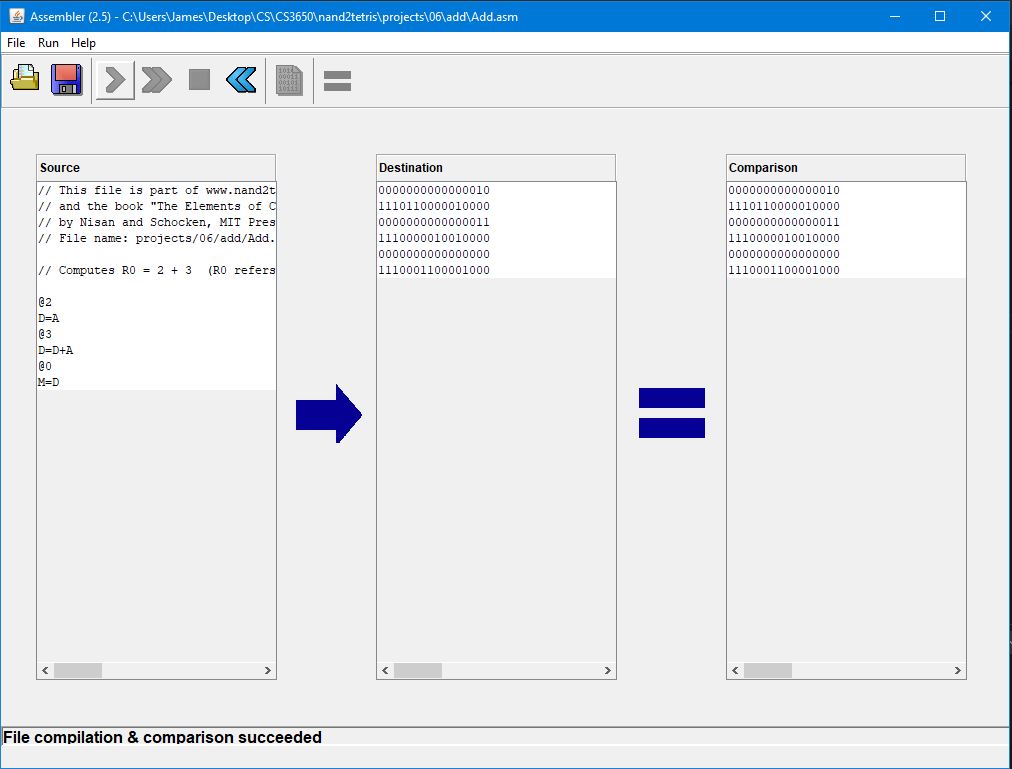 Assembler (2.5) - C:\Users\James\Desktop\CS\CS3650\nand2tetris\projects\06\add\Add.asm
File Run Help
Source
// This file is part of www.nand2t
// and the book "The Elements of C
// by Nisan and Schocken, MIT Pres
// File name: projects/06/add/Add.
// Computes R0 = 2 + 3  (R0 refers
@2
D=A
@3
D=D+A
@0
M=D
Destination
0000000000000010
1110110000010000
0000000000000011
1110000010010000
0000000000000000
1110001100001000
Comparison
0000000000000010
1110110000010000
0000000000000011
1110000010010000
0000000000000000
1110001100001000
File compilation & comparison succeeded